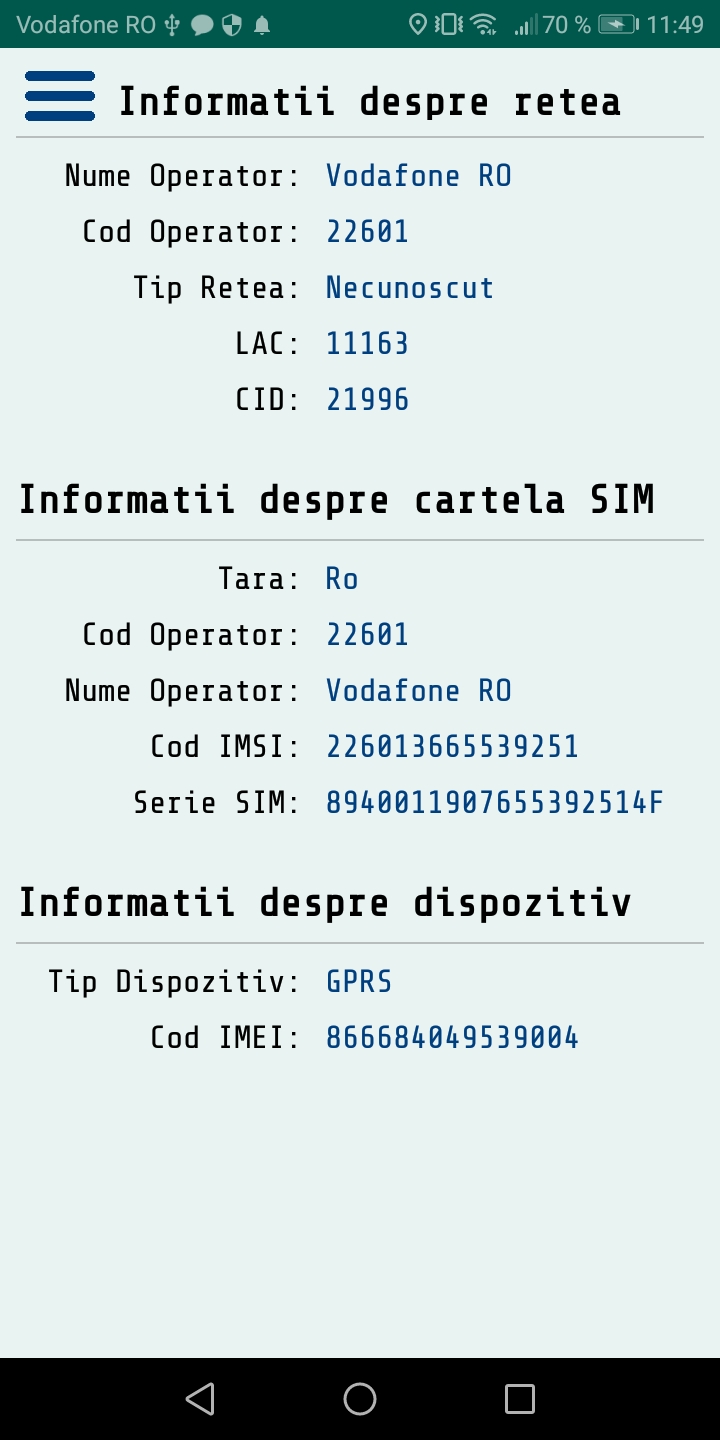 Vodafone RO 70 % 11:49
Informatii despre retea
Nume Operator: Vodafone RO
Cod Operator: 22601
Tip Retea: Necunoscut
LAC: 11163
CID: 21996
Informatii despre cartela SIM
Tara: Ro
Cod Operator: 22601
Nume Operator: Vodafone RO
Cod IMSI: 226013665539251
Serie SIM: 8940011907655392514F
Informatii despre dispozitiv
Tip Dispozitiv: GPRS
Cod IMEI: 866684049539004